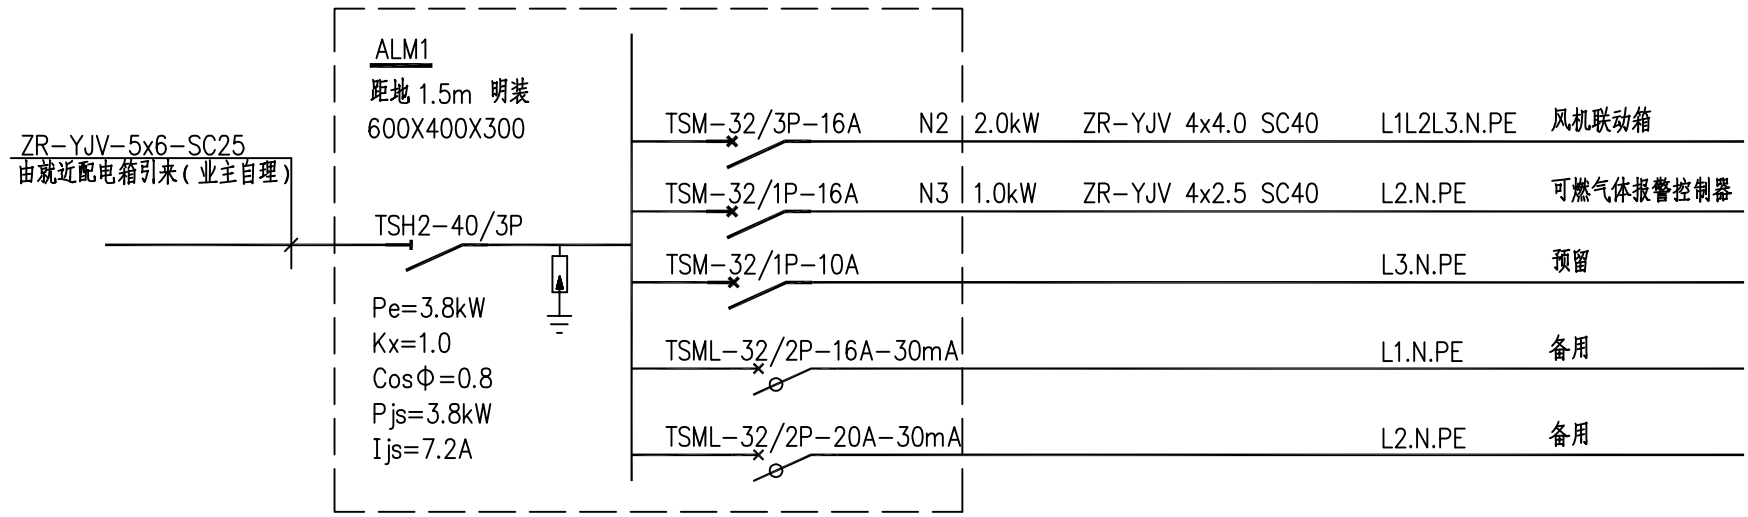 ZR-YJV-5x6-SC25
由就近配电箱引来(业主自理)
ALM1
距地 1.5m 明装
600X400X300
TSH2-40/3P
Pe=3.8kW
Kx=1.0
CosΦ=0.8
Pjs=3.8kW
Ijs=7.2A
TSM-32/3P-16A N2 2.0kW ZR-YJV 4x4.0 SC40 L1L2L3.N.PE 风机联动箱
TSM-32/1P-16A N3 1.0kW ZR-YJV 4x2.5 SC40 L2.N.PE 可燃气体报警控制器
TSM-32/1P-10A L3.N.PE 预留
TSML-32/2P-16A-30mA L1.N.PE 备用
TSML-32/2P-20A-30mA L2.N.PE 备用